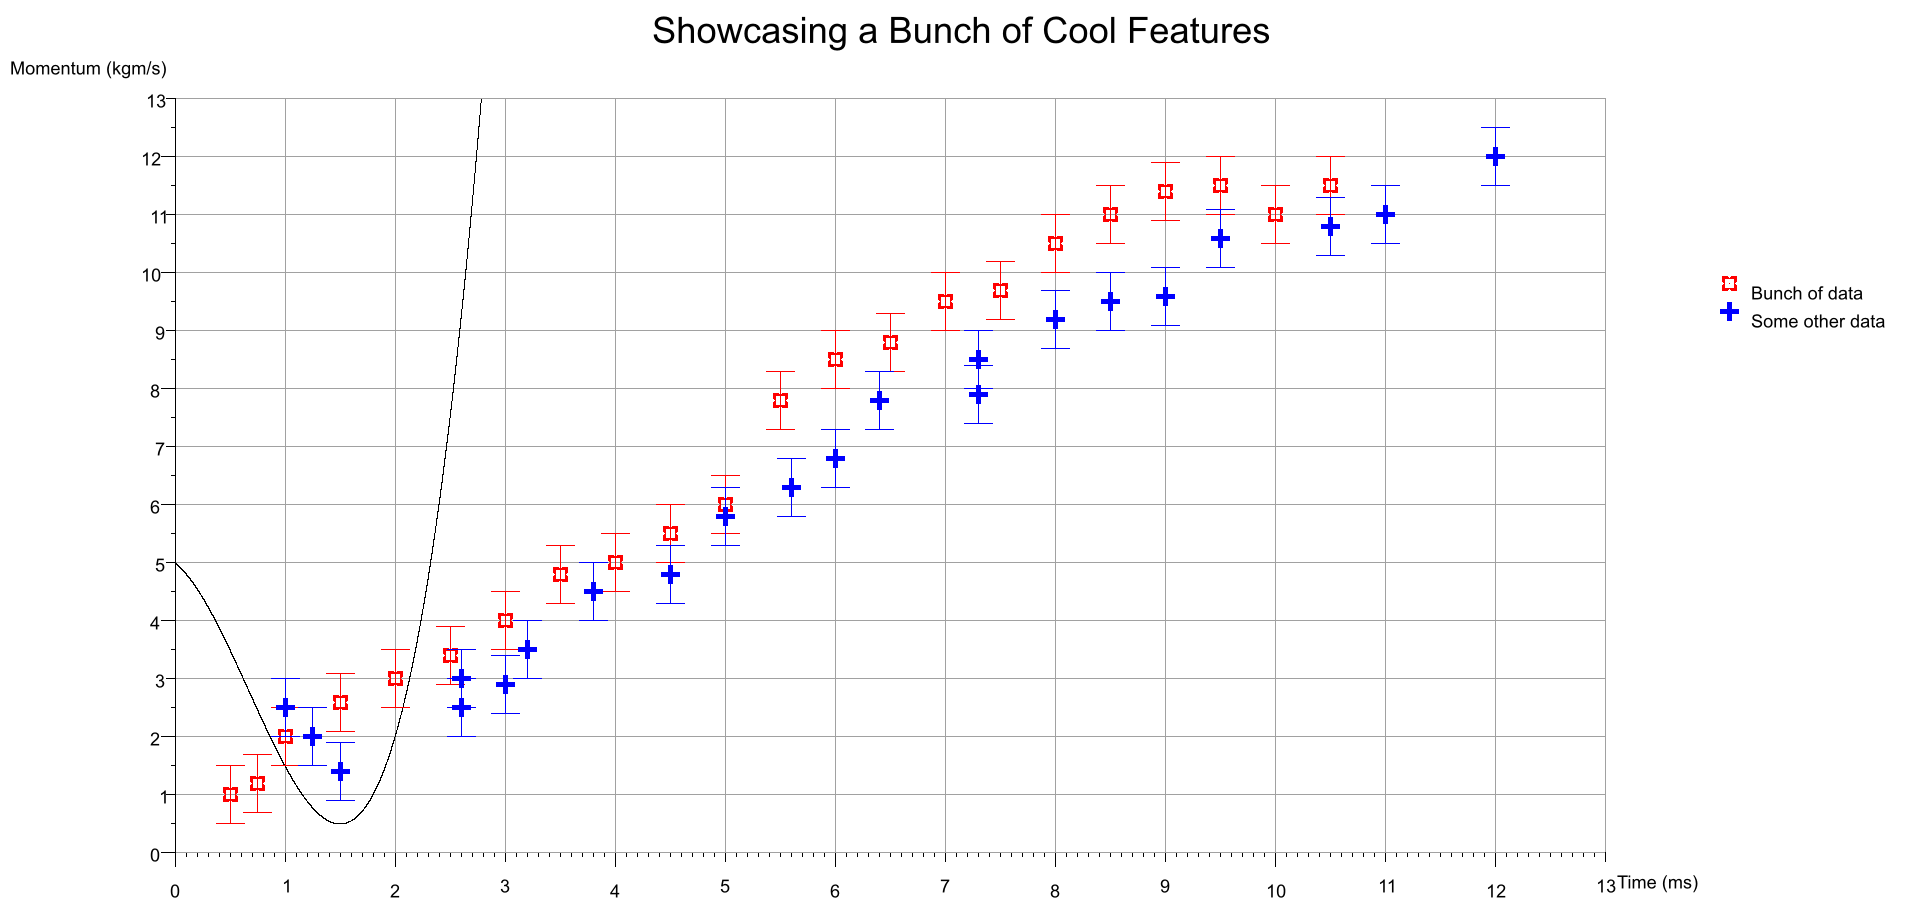 Showcasing a Bunch of Cool Features
Momentum (kgm/s)
13
12
11
10
9
8
7
6
5
4
3
2
1
0
0 1 2 3 4 5 6 7 8 9 10 11 12 13 Time (ms)
Bunch of data
Some other data